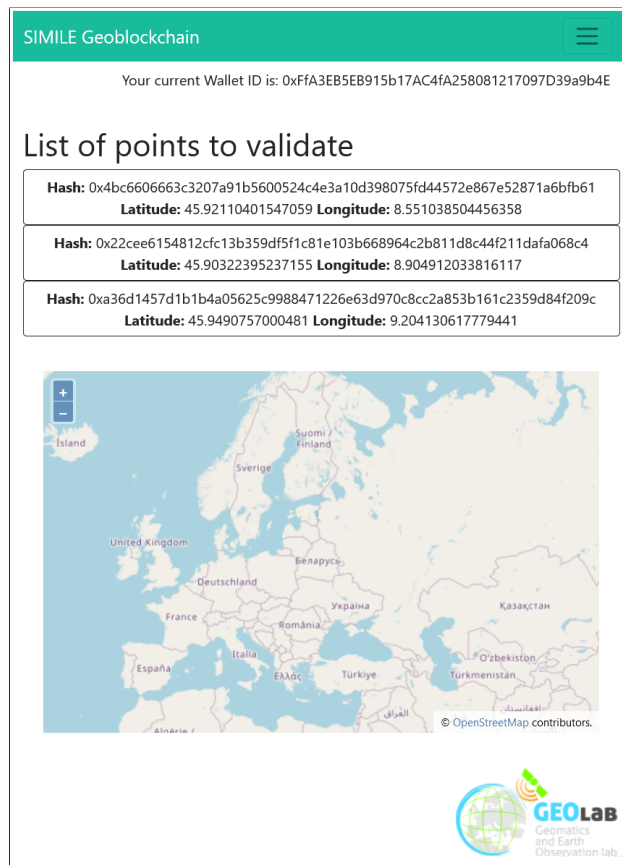 SIMILE Geoblockchain
Your current Wallet ID is: 0xFfA3EB5EB915b17AC4fA258081217097D39a9b4E
List of points to validate
Hash: 0x4bc6606663c3207a91b5600524c4e3a10d398075fd44572e867e52871a6bfb61
Latitude: 45.92110401547059 Longitude: 8.551038504456358
Hash: 0x22cee6154812cfc13b359df5f1c81e103b668964c2b811d8c44f211dafa068c4
Latitude: 45.90322395237155 Longitude: 8.904912033816117
Hash: 0xa36d1457d1b1b4a05625c9988471226e63d970c8cc2a853b161c2359d84f209c
Latitude: 45.9490757000481 Longitude: 9.204130617779441
+
–
Ísland
Suomi /
Finland
Sverige
United Kingdom
Беларусь
Deutschland
Україна
Қазақстан
France
România
Italia
O'zbekiston
España
Ελλάς
Türkiye
Türkmenistan
العراق
Algérie /
© OpenStreetMap contributors.
GEOLAB
Geomatics
and Earth
Observation lab